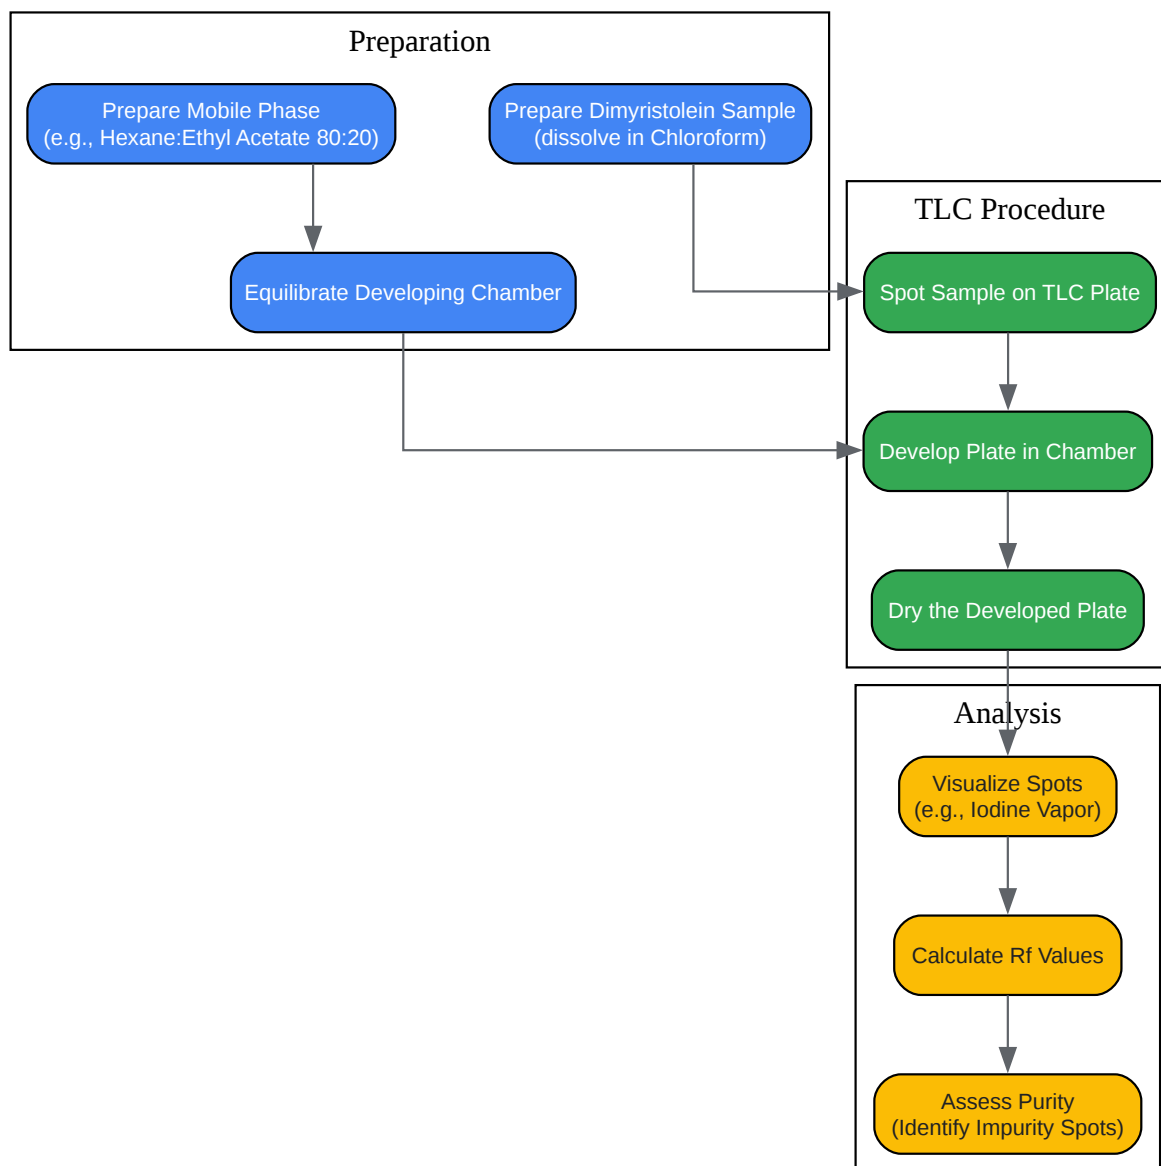 Preparation
Prepare Mobile Phase
(e.g., Hexane:Ethyl Acetate 80:20)
Prepare Dimyristolein Sample
(dissolve in Chloroform)
Equilibrate Developing Chamber
TLC Procedure
Spot Sample on TLC Plate
Develop Plate in Chamber
Dry the Developed Plate
Analysis
Visualize Spots
(e.g., Iodine Vapor)
Calculate Rf Values
Assess Purity
(Identify Impurity Spots)